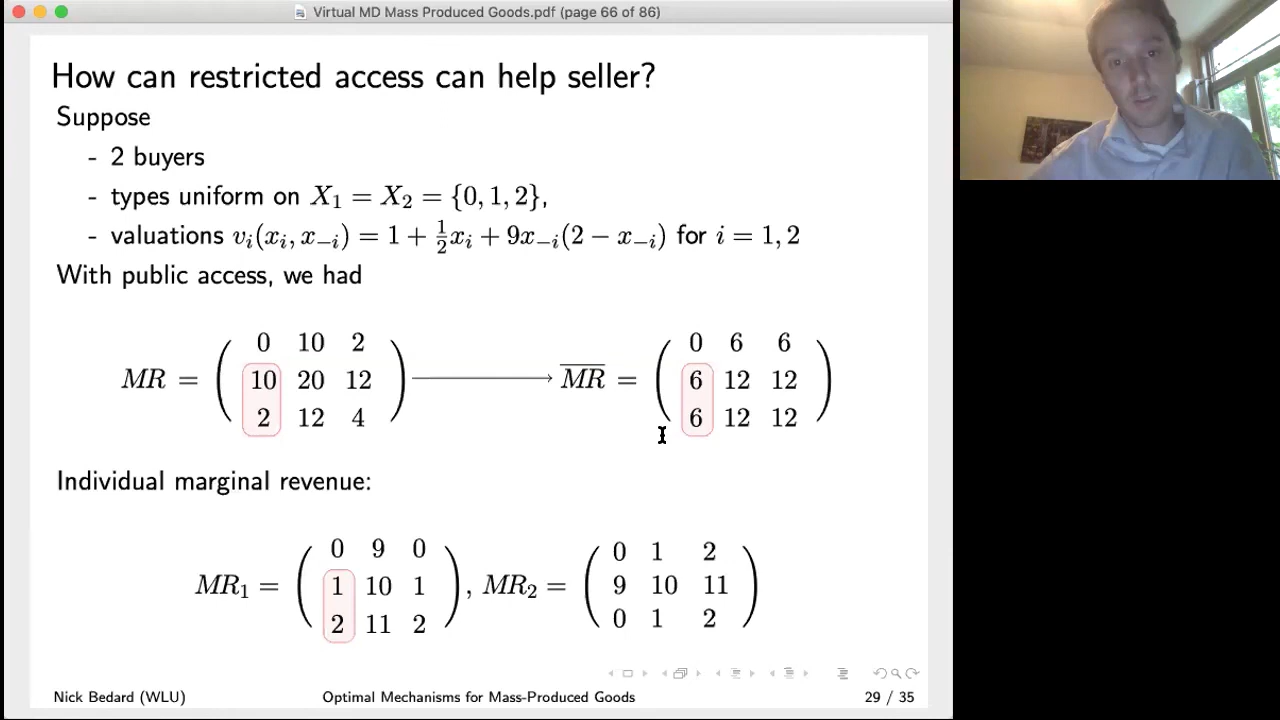 Virtual MD Mass Produced Goods.pdf (page 66 of 86)
How can restricted access can help seller?
Suppose
- 2 buyers
- types uniform on X₁ = X₂ = {0, 1, 2},
- valuations vᵢ(xᵢ, x₋ᵢ) = 1 + ½xᵢ + 9x₋ᵢ(2 − x₋ᵢ) for i = 1, 2
With public access, we had
0 10 2 0 6 6
MR = 10 20 12 → M̅R̅ = 6 12 12
2 12 4 6 12 12
Individual marginal revenue:
0 9 0 0 1 2
MR₁ = 1 10 1 , MR₂ = 9 10 11
2 11 2 0 1 2
Nick Bedard (WLU) Optimal Mechanisms for Mass-Produced Goods 29 / 35